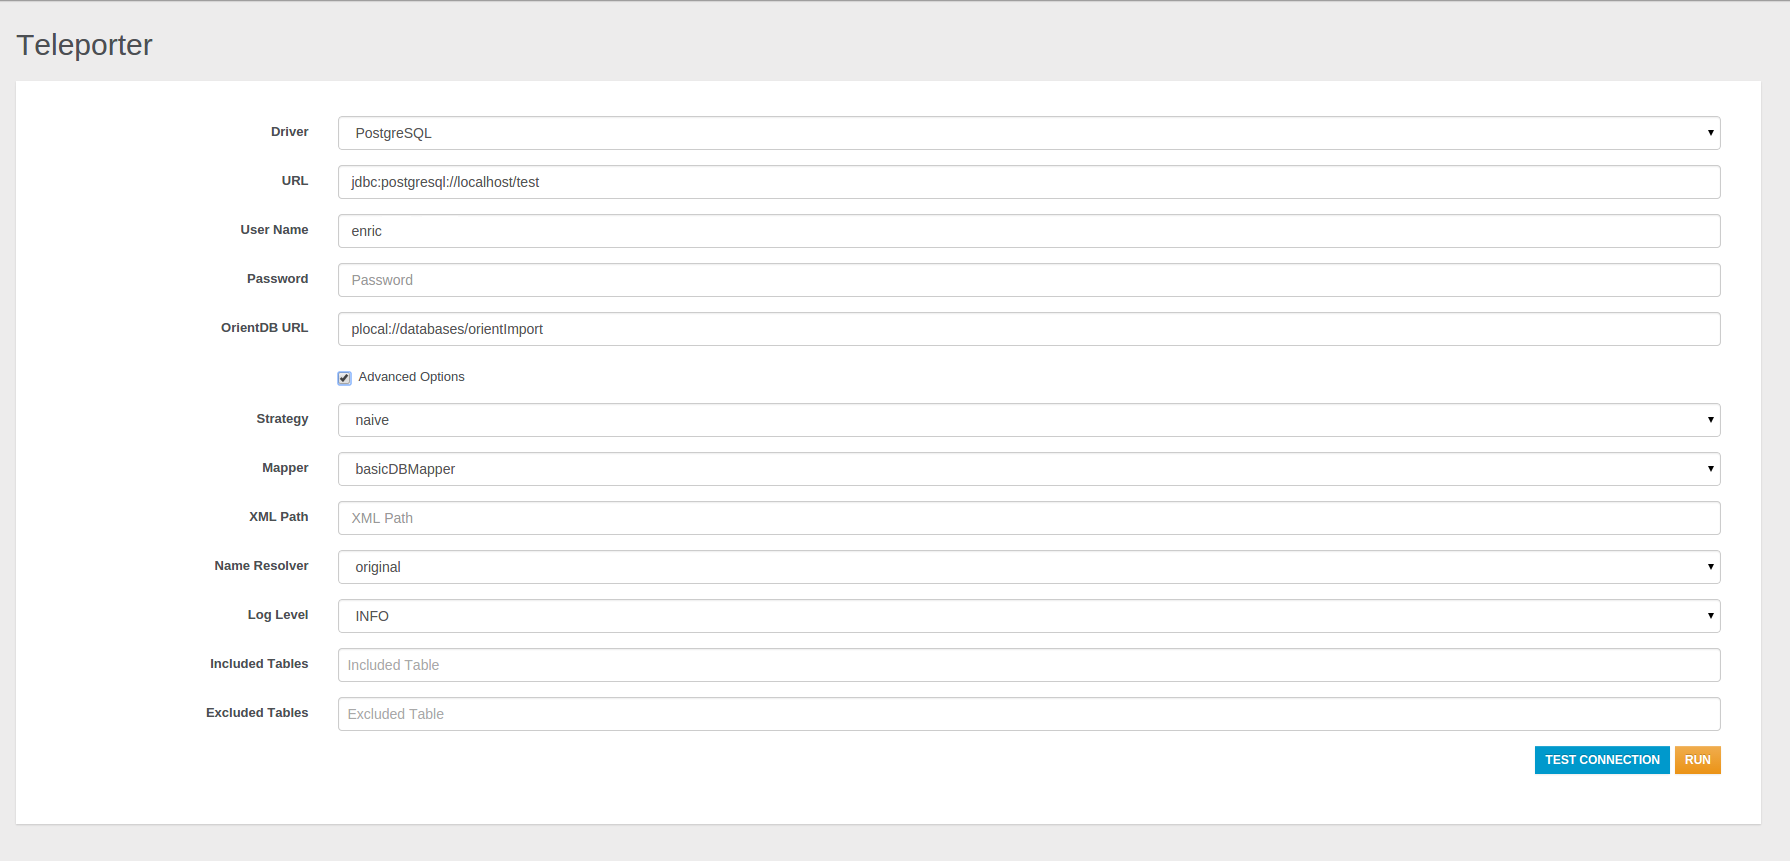 Teleporter
Driver PostgreSQL
URL jdbc:postgresql://localhost/test
User Name enric
Password Password
OrientDB URL plocal://databases/orientImport
Advanced Options
Strategy naive
Mapper basicDBMapper
XML Path XML Path
Name Resolver original
Log Level INFO
Included Tables Included Table
Excluded Tables Excluded Table
TEST CONNECTION RUN